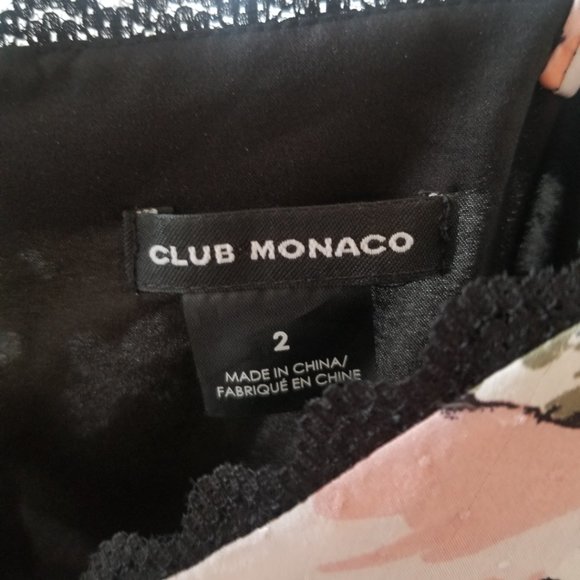 CLUB MONACO
2
MADE IN CHINA/
FABRIQUÉ EN CHINE